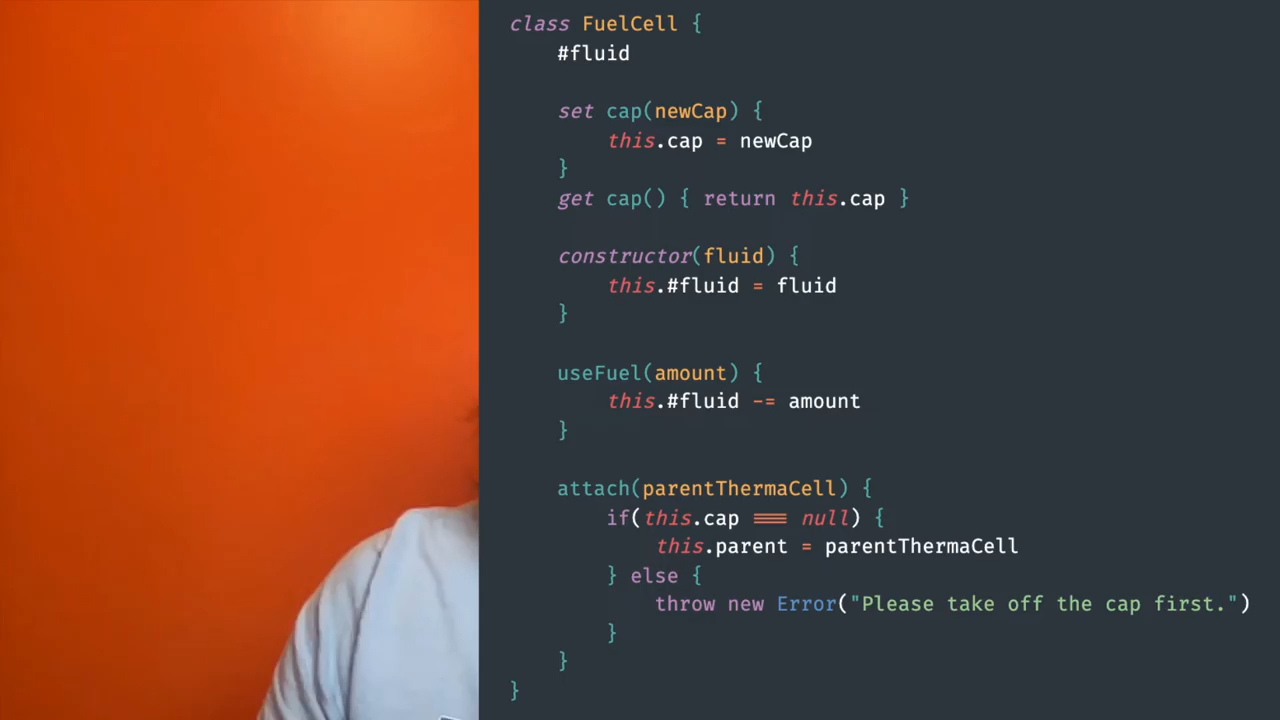 class FuelCell {
    #fluid

    set cap(newCap) {
        this.cap = newCap
    }
    get cap() { return this.cap }

    constructor(fluid) {
        this.#fluid = fluid
    }

    useFuel(amount) {
        this.#fluid -= amount
    }

    attach(parentThermaCell) {
        if(this.cap === null) {
            this.parent = parentThermaCell
        } else {
            throw new Error("Please take off the cap first.")
        }
    }
}